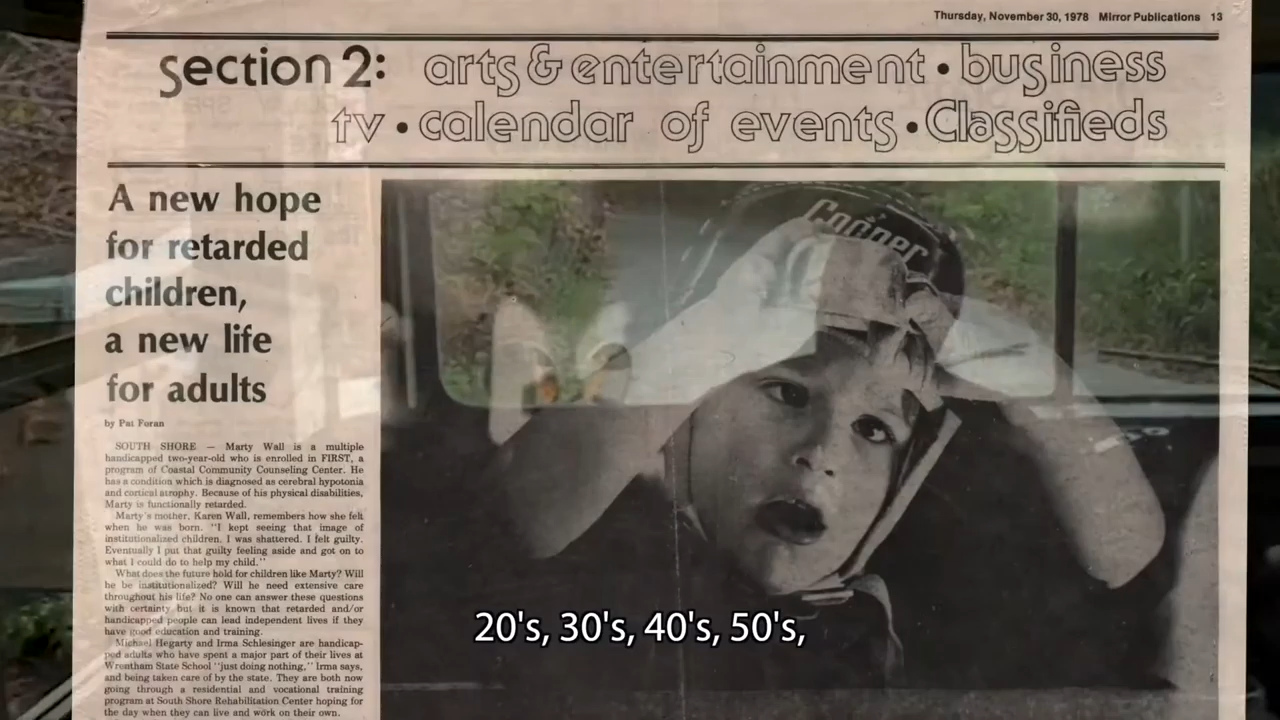 Thursday, November 30, 1978 Mirror Publications 13
section 2: arts & entertainment • business
tv • calendar of events • Classifieds
A new hope
for retarded
children,
a new life
for adults
by Pat Foran
SOUTH SHORE — Marty Wall is a multiple
handicapped two-year-old who is enrolled in FIRST, a
program of Coastal Community Counseling Center. He
has a condition which is diagnosed as cerebral hypotonia
and cortical atrophy. Because of his physical disabilities,
Marty is functionally retarded.
Marty's mother, Karen Wall, remembers how she felt
when he was born. "I kept seeing that image of
institutionalized children. I was shattered. I felt guilty.
Eventually I put that guilty feeling aside and got on to
what I could do to help my child."
What does the future hold for children like Marty? Will
he be institutionalized? Will he need extensive care
throughout his life? No one can answer these questions
with certainty but it is known that retarded and/or
handicapped people can lead independent lives if they
have good education and training.
Michael Hegarty and Irma Schlesinger are handicap-
ped adults who have spent a major part of their lives at
Wrentham State School "just doing nothing," Irma says,
and being taken care of by the state. They are both now
going through a residential and vocational training
program at South Shore Rehabilitation Center hoping for
the day when they can live and work on their own.
Cooper
20's, 30's, 40's, 50's,